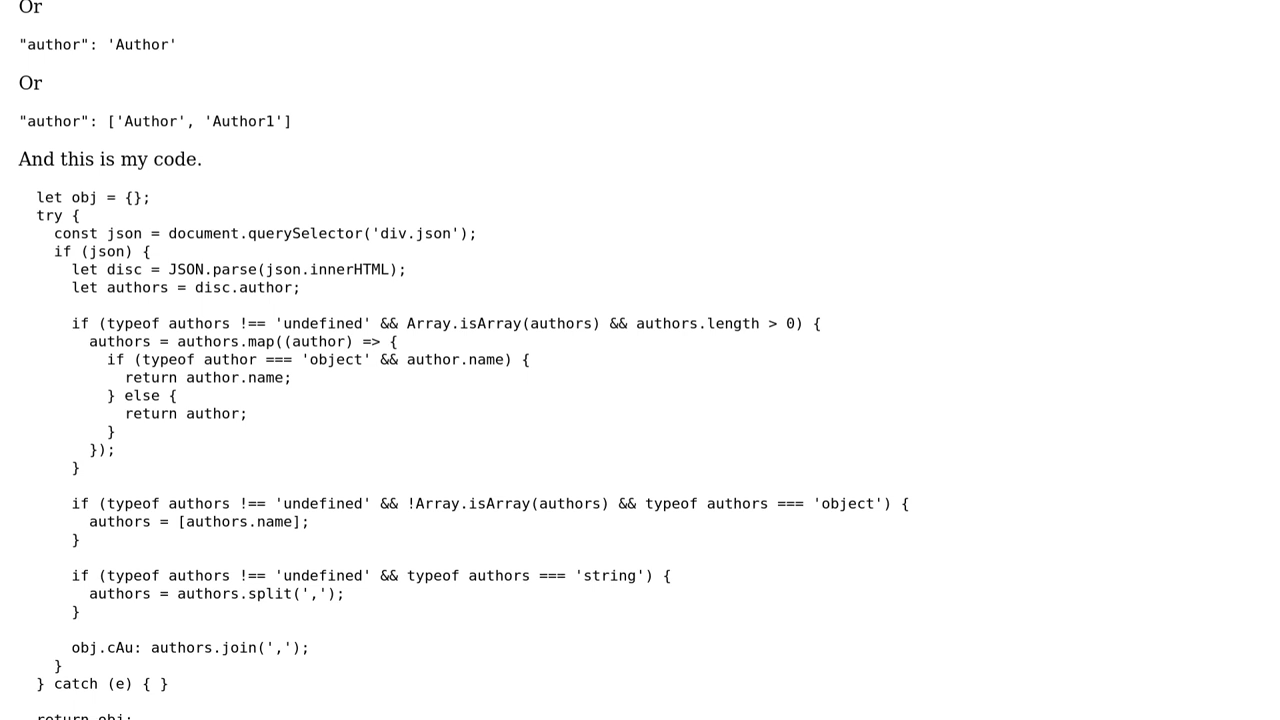 Or
"author": 'Author'
Or
"author": ['Author', 'Author1']
And this is my code.
let obj = {};
try {
const json = document.querySelector('div.json');
if (json) {
let disc = JSON.parse(json.innerHTML);
let authors = disc.author;
if (typeof authors !== 'undefined' && Array.isArray(authors) && authors.length > 0) {
authors = authors.map((author) => {
if (typeof author === 'object' && author.name) {
return author.name;
} else {
return author;
}
});
}
if (typeof authors !== 'undefined' && !Array.isArray(authors) && typeof authors === 'object') {
authors = [authors.name];
}
if (typeof authors !== 'undefined' && typeof authors === 'string') {
authors = authors.split(',');
}
obj.cAu: authors.join(',');
}
} catch (e) { }
return obj;